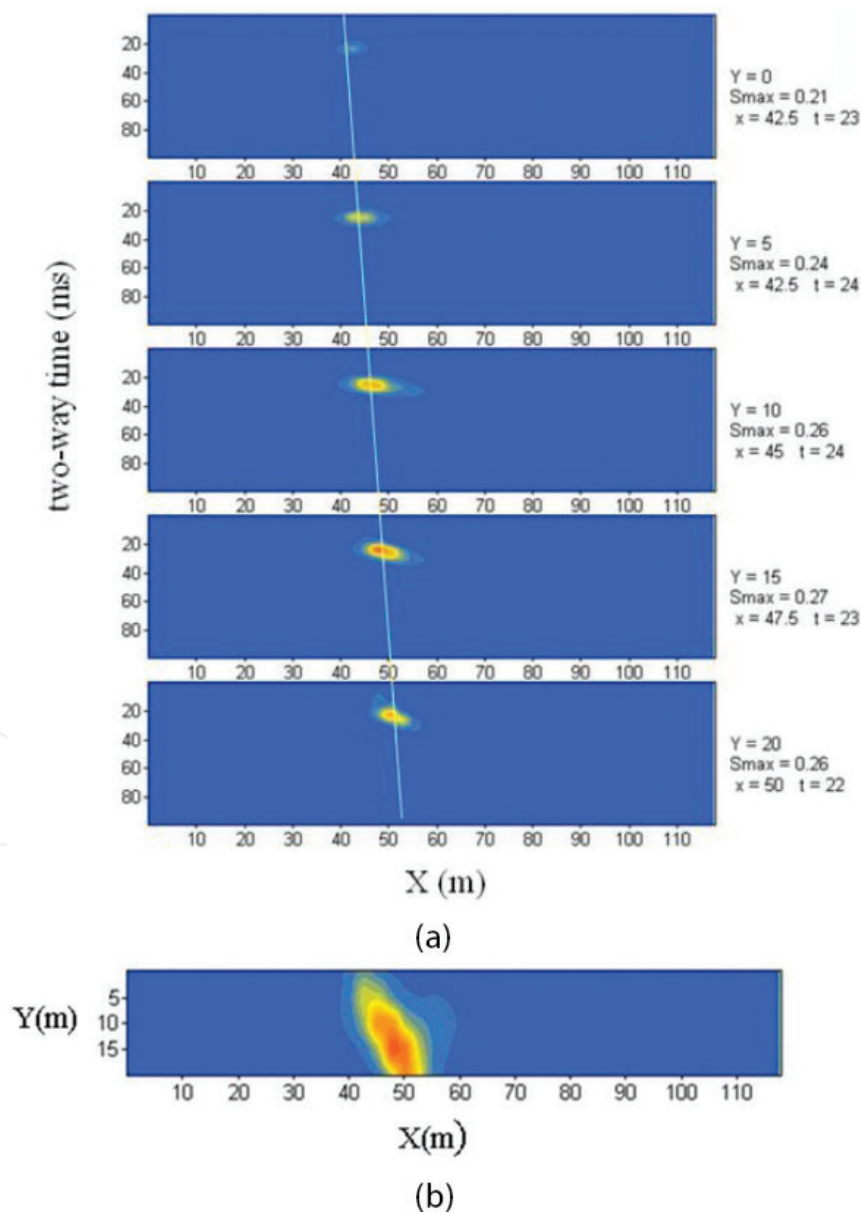 20
40
60
80
10 20 30 40 50 60 70 80 90 100 110
Y = 0
Smax = 0.21
x = 42.5 t = 23
20
40
60
80
10 20 30 40 50 60 70 80 90 100 110
Y = 5
Smax = 0.24
x = 42.5 t = 24
two-way time (ms)
20
40
60
80
10 20 30 40 50 60 70 80 90 100 110
Y = 10
Smax = 0.26
x = 45 t = 24
20
40
60
80
10 20 30 40 50 60 70 80 90 100 110
Y = 15
Smax = 0.27
x = 47.5 t = 23
20
40
60
80
10 20 30 40 50 60 70 80 90 100 110
Y = 20
Smax = 0.26
x = 50 t = 22
X (m)
(a)
Y(m)
5
10
15
10 20 30 40 50 60 70 80 90 100 110
X(m)
(b)